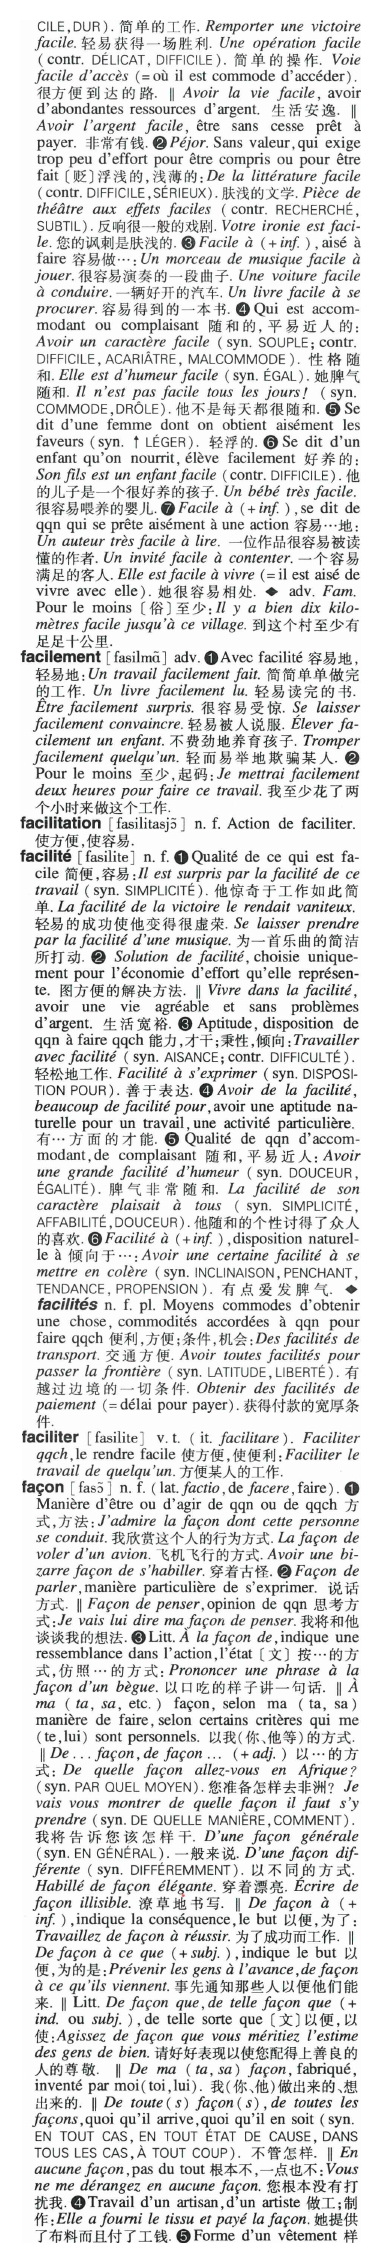 CILE,DUR). 简单的工作. Remporter une victoire
facile. 轻易获得一场胜利. Une opération facile
(contr. DÉLICAT, DIFFICILE). 简单的操作. Voie
facile d'accès (=où il est commode d'accéder).
很方便到达的路. ‖ Avoir la vie facile, avoir
d'abondantes ressources d'argent. 生活安逸. ‖
Avoir l'argent facile, être sans cesse prêt à
payer. 非常有钱. ❷ Péjor. Sans valeur,qui exige
trop peu d'effort pour être compris ou pour être
fait [贬]浮浅的,浅薄的:De la littérature facile
(contr. DIFFICILE,SÉRIEUX). 肤浅的文学. Pièce de
théâtre aux effets faciles (contr. RECHERCHÉ,
SUBTIL). 反响很一般的戏剧. Votre ironie est faci-
le. 您的讽刺是肤浅的. ❸ Facile à (+inf.),aisé à
faire 容易做…: Un morceau de musique facile à
jouer. 很容易演奏的一段曲子. Une voiture facile
à conduire. 一辆好开的汽车. Un livre facile à se
procurer. 容易得到的一本书. ❹ Qui est accom-
modant ou complaisant 随和的,平易近人的:
Avoir un caractère facile (syn. SOUPLE; contr.
DIFFICILE, ACARIÂTRE, MALCOMMODE). 性格随
和. Elle est d'humeur facile (syn. ÉGAL). 她脾气
随和. Il n'est pas facile tous les jours! (syn.
COMMODE,DRÔLE). 他不是每天都很随和. ❺ Se
dit d'une femme dont on obtient aisément les
faveurs (syn. ↑ LÉGER). 轻浮的. ❻ Se dit d'un
enfant qu'on nourrit, élève facilement 好养的:
Son fils est un enfant facile (contr. DIFFICILE). 他
的儿子是一个很好养的孩子. Un bébé très facile.
很容易喂养的婴儿. ❼ Facile à (+inf.),se dit de
qqn qui se prête aisément à une action 容易…地:
Un auteur très facile à lire. 一位作品很容易被读
懂的作者. Un invité facile à contenter. 一个容易
满足的客人. Elle est facile à vivre (=il est aisé de
vivre avec elle). 她很容易相处. ◆ adv. Fam.
Pour le moins [俗]至少:Il y a bien dix kilo-
mètres facile jusqu'à ce village. 到这个村至少有
足足十公里.
facilement [fasilmɑ̃] adv. ❶Avec facilité 容易地,
轻易地:Un travail facilement fait. 简简单单做完
的工作. Un livre facilement lu. 轻易读完的书.
Être facilement surpris. 很容易受惊. Se laisser
facilement convaincre. 轻易被人说服. Élever fa-
cilement un enfant. 不费劲地养育孩子. Tromper
facilement quelqu'un. 轻而易举地欺骗某人. ❷
Pour le moins 至少,起码:Je mettrai facilement
deux heures pour faire ce travail. 我至少花了两
个小时来做这个工作.
facilitation [fasilitasjɔ̃] n. f. Action de faciliter.
使方便,使容易.
facilité [fasilite] n. f. ❶ Qualité de ce qui est fa-
cile 简便,容易:Il est surpris par la facilité de ce
travail (syn. SIMPLICITÉ). 他惊奇于工作如此简
单. La facilité de la victoire le rendait vaniteux.
轻易的成功使他变得很虚荣. Se laisser prendre
par la facilité d'une musique. 为一首乐曲的简洁
所打动. ❷ Solution de facilité, choisie unique-
ment pour l'économie d'effort qu'elle représen-
te. 图方便的解决方法. ‖ Vivre dans la facilité,
avoir une vie agréable et sans problèmes
d'argent. 生活宽裕. ❸ Aptitude, disposition de
qqn à faire qqch 能力,才干;秉性,倾向:Travailler
avec facilité (syn. AISANCE; contr. DIFFICULTÉ).
轻松地工作. Facilité à s'exprimer (syn. DISPOSI-
TION POUR). 善于表达. ❹ Avoir de la facilité,
beaucoup de facilité pour,avoir une aptitude na-
turelle pour un travail,une activité particulière.
有…方面的才能. ❺ Qualité de qqn d'accom-
modant,de complaisant 随和,平易近人: Avoir
une grande facilité d'humeur (syn. DOUCEUR,
ÉGALITÉ). 脾气非常随和. La facilité de son
caractère plaisait à tous (syn. SIMPLICITÉ,
AFFABILITÉ,DOUCEUR). 他随和的个性讨得了众人
的喜欢. ❻ Facilité à (+inf.),disposition naturel-
le à 倾向于…: Avoir une certaine facilité à se
mettre en colère (syn. INCLINAISON, PENCHANT,
TENDANCE, PROPENSION). 有点爱发脾气. ◆
facilités n. f. pl. Moyens commodes d'obtenir
une chose, commodités accordées à qqn pour
faire qqch 便利,方便;条件,机会:Des facilités de
transport. 交通方便. Avoir toutes facilités pour
passer la frontière (syn. LATITUDE,LIBERTÉ). 有
越过边境的一切条件. Obtenir des facilités de
paiement (=délai pour payer). 获得付款的宽厚条
件.
faciliter [fasilite] v. t. (it. facilitare). Faciliter
qqch,le rendre facile 使方便,使便利:Faciliter le
travail de quelqu'un. 方便某人的工作.
façon [fasɔ̃] n. f. (lat. factio, de facere, faire). ❶
Manière d'être ou d'agir de qqn ou de qqch 方
式,方法:J'admire la façon dont cette personne
se conduit. 我欣赏这个人的行为方式. La façon de
voler d'un avion. 飞机飞行的方式. Avoir une bi-
zarre façon de s'habiller. 穿着古怪. ❷ Façon de
parler,manière particulière de s'exprimer. 说话
方式. ‖ Façon de penser,opinion de qqn 思考方
式:Je vais lui dire ma façon de penser. 我将和他
谈谈我的想法. ❸ Litt. À la façon de,indique une
ressemblance dans l'action,l'état [文] 按…的方
式,仿照…的方式: Prononcer une phrase à la
façon d'un bègue. 以口吃的样子讲一句话. ‖ À
ma (ta, sa, etc.) façon, selon ma (ta, sa)
manière de faire,selon certains critères qui me
(te,lui) sont personnels. 以我(你、他等)的方式.
‖ De... façon, de façon... (+adj.) 以…的方
式: De quelle façon allez-vous en Afrique?
(syn. PAR QUEL MOYEN). 您准备怎样去非洲? Je
vais vous montrer de quelle façon il faut s'y
prendre (syn. DE QUELLE MANIÈRE,COMMENT).
我将告诉您该怎样干. D'une façon générale
(syn. EN GÉNÉRAL). 一般来说. D'une façon dif-
férente (syn. DIFFÉREMMENT). 以不同的方式.
Habillé de façon élégante. 穿着漂亮. Écrire de
façon illisible. 潦草地书写. ‖ De façon à (+
inf.),indique la conséquence,le but 以便,为了:
Travaillez de façon à réussir. 为了成功而工作. ‖
De façon à ce que (+subj.),indique le but 以
便,为的是:Prévenir les gens à l'avance,de façon
à ce qu'ils viennent. 事先通知那些人以便他们能
来. ‖ Litt. De façon que,de telle façon que (+
ind. ou subj.),de telle sorte que [文]以便,以
使:Agissez de façon que vous méritiez l'estime
des gens de bien. 请好好表现以使您配得上善良的
人的尊敬. ‖ De ma (ta, sa) façon, fabriqué,
inventé par moi(toi,lui). 我(你、他)做出来的、想
出来的. ‖ De toute(s) façon(s),de toutes les
façons,quoi qu'il arrive,quoi qu'il en soit (syn.
EN TOUT CAS, EN TOUT ÉTAT DE CAUSE, DANS
TOUS LES CAS,À TOUT COUP). 不管怎样. ‖ En
aucune façon,pas du tout 根本不,一点也不:Vous
ne me dérangez en aucune façon. 您根本没有打
扰我. ❹Travail d'un artisan,d'un artiste 做工;制
作:Elle a fourni le tissu et payé la façon. 她提供
了布料而且付了工钱. ❺ Forme d'un vêtement 样